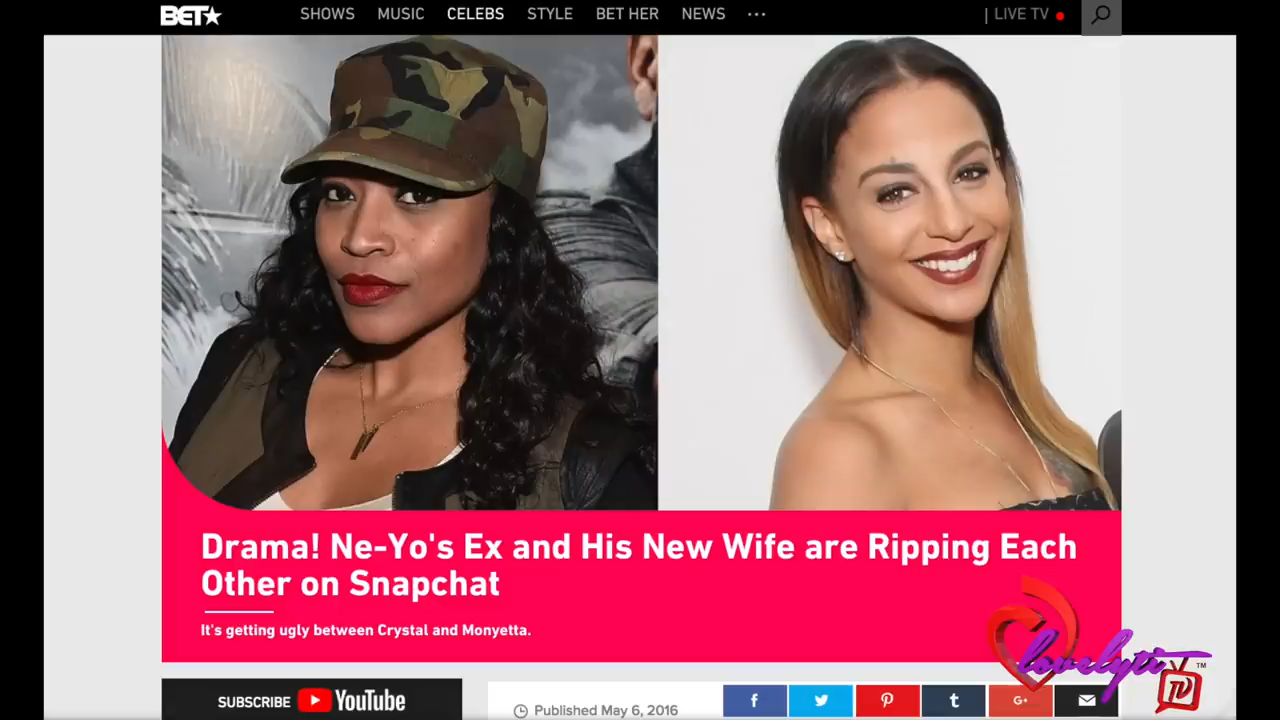 BET
SHOWS MUSIC CELEBS STYLE BET HER NEWS ...
| LIVE TV
Drama! Ne-Yo's Ex and His New Wife are Ripping Each
Other on Snapchat
It's getting ugly between Crystal and Monyetta.
lovelyti
TV
TM
SUBSCRIBE YouTube
Published May 6, 2016
f
t
G+